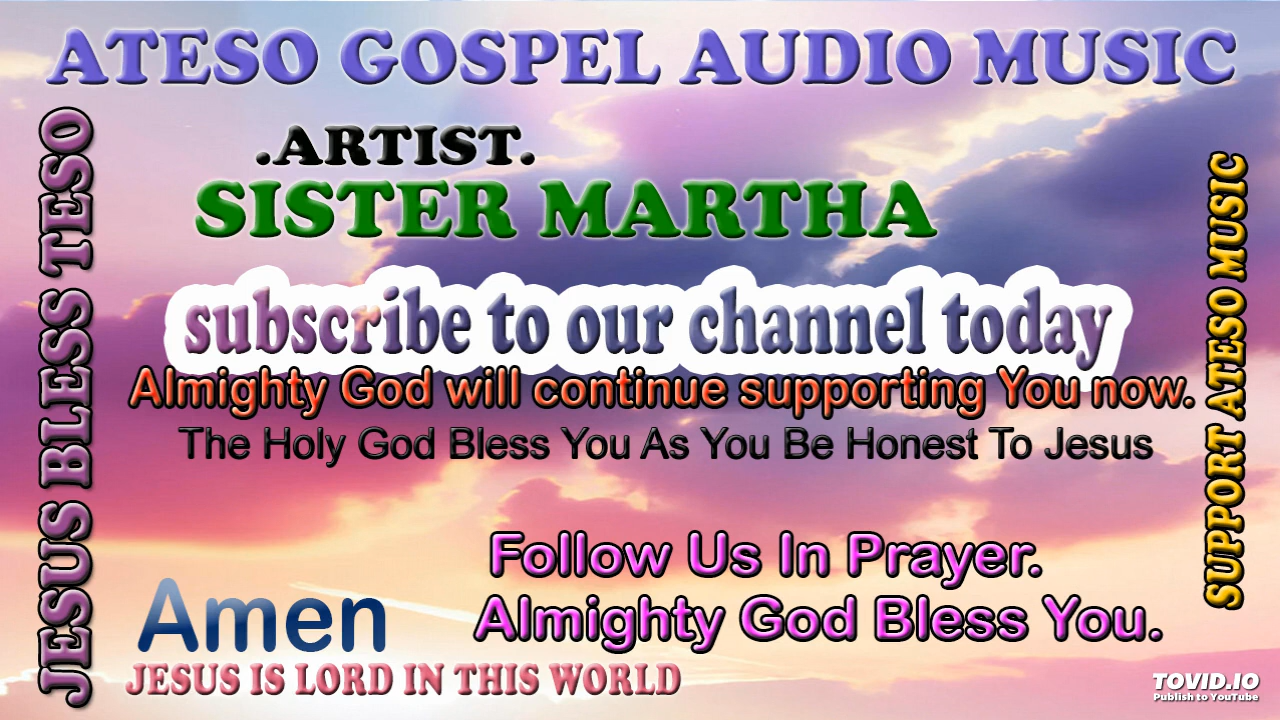 ATESO GOSPEL AUDIO MUSIC
JESUS BLESS TESO
.ARTIST.
SISTER MARTHA
subscribe to our channel today
Almighty God will continue supporting You now.
The Holy God Bless You As You Be Honest To Jesus
SUPPORT ATESO MUSIC
Follow Us In Prayer.
Almighty God Bless You.
Amen
JESUS IS LORD IN THIS WORLD
TOVID.IO
Publish to YouTube